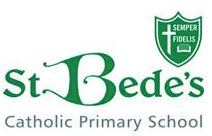 SEMPER
FIDELIS
St Bede's
Catholic Primary School